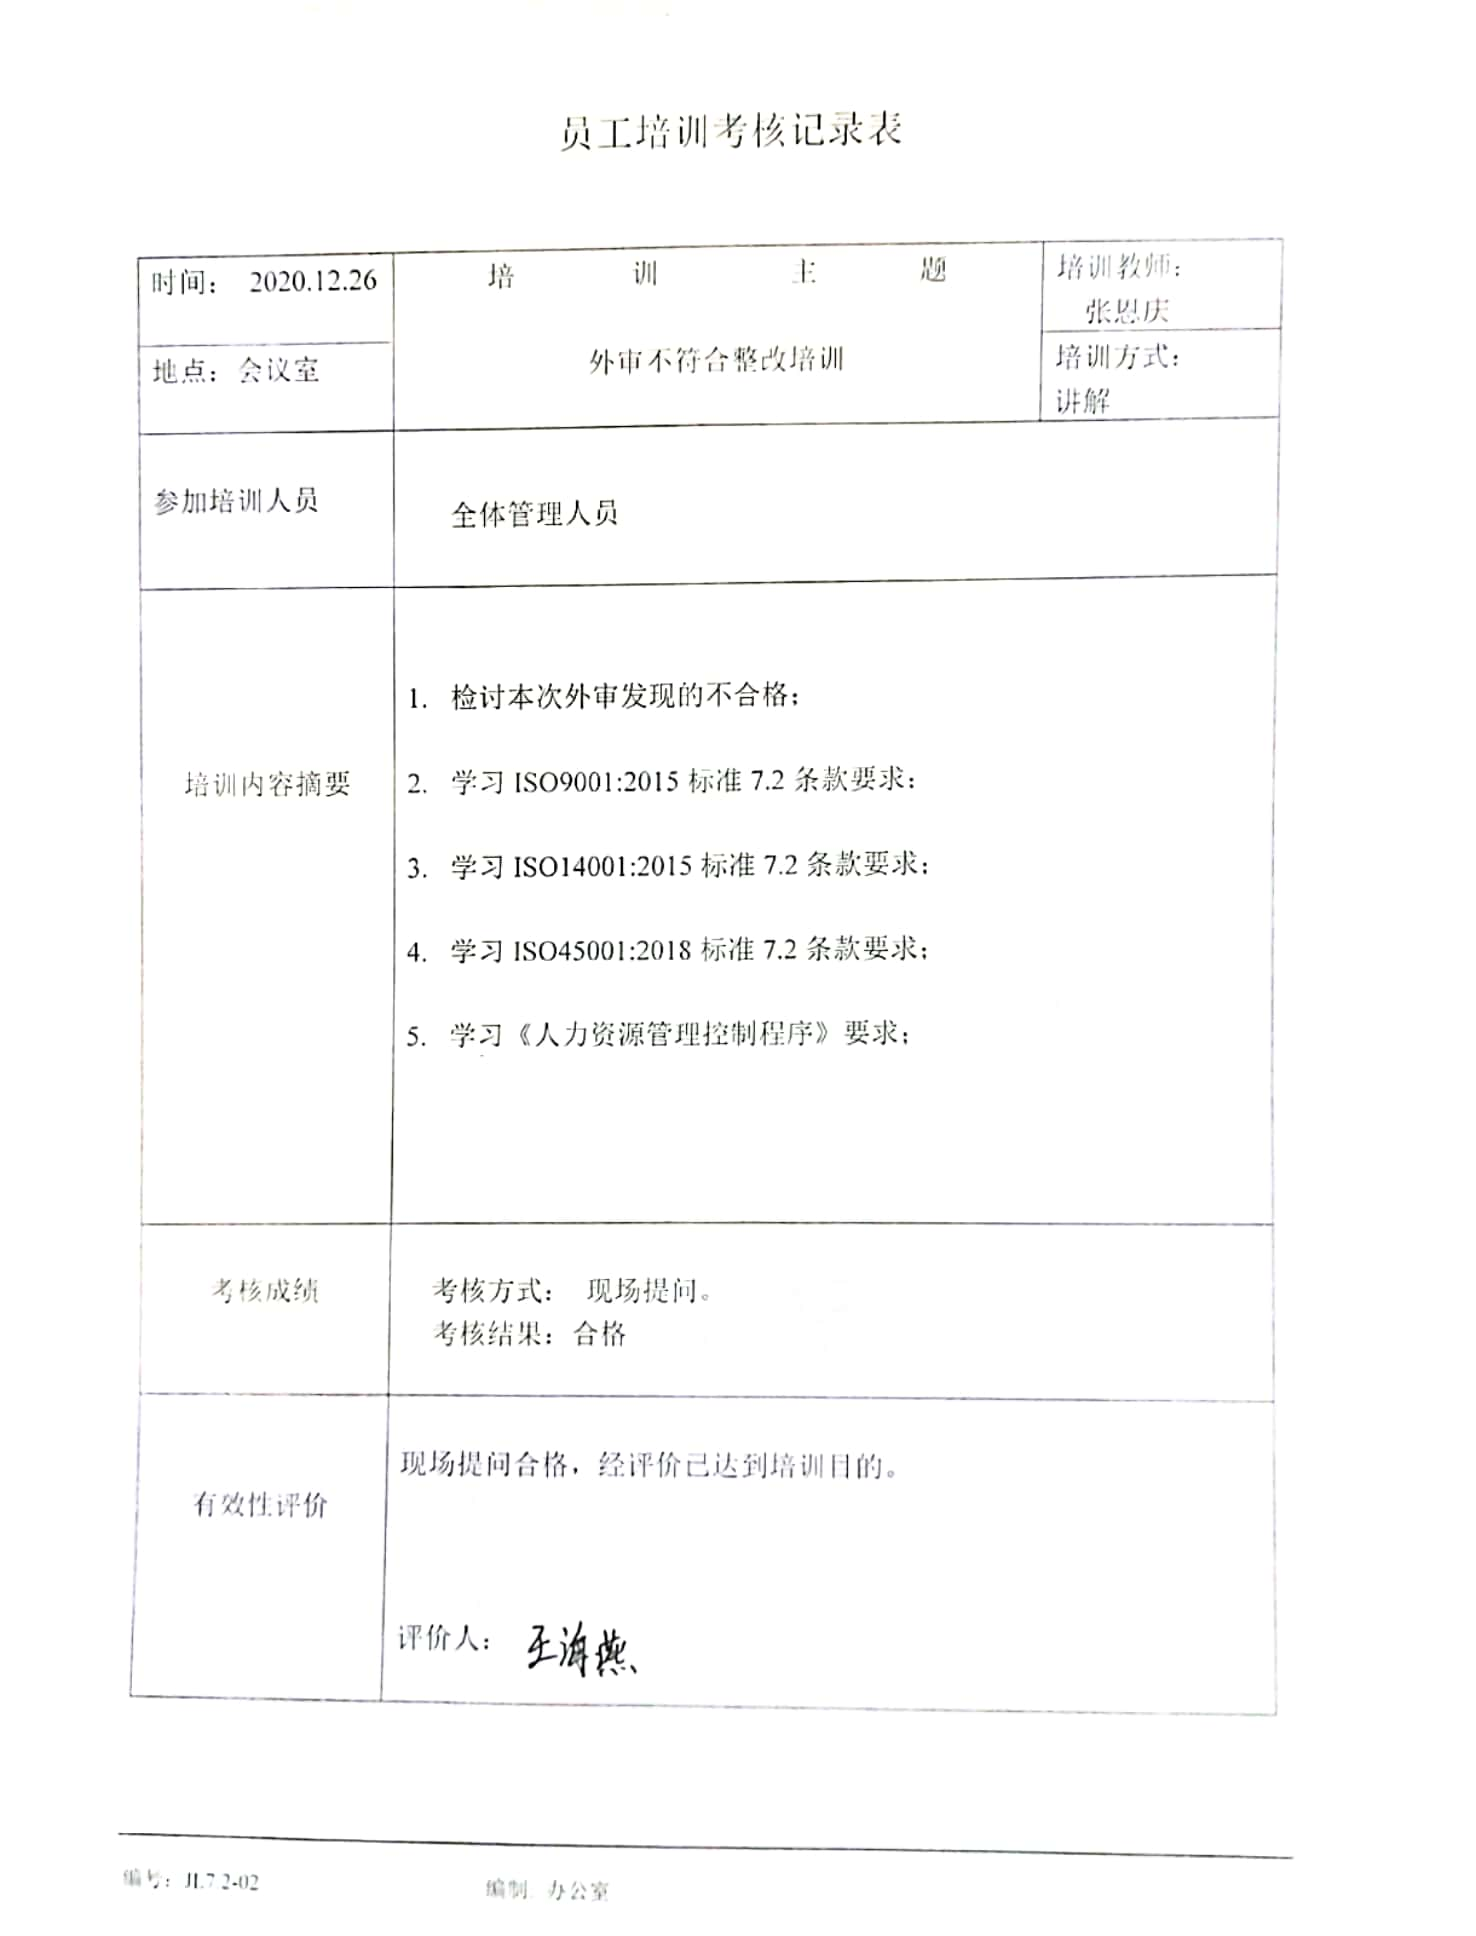 员工培训考核记录表
时间： 2020.12.26
培 训 主 题
培训教师：
张恩庆
地点：会议室
外审不符合整改培训
培训方式：
讲解
参加培训人员
全体管理人员
培训内容摘要
1. 检讨本次外审发现的不合格；
2. 学习 ISO9001:2015 标准 7.2 条款要求；
3. 学习 ISO14001:2015 标准 7.2 条款要求；
4. 学习 ISO45001:2018 标准 7.2 条款要求；
5. 学习《人力资源管理控制程序》要求；
考核成绩
考核方式： 现场提问。
考核结果：合格
有效性评价
现场提问合格，经评价已达到培训目的。
评价人： 王海燕
编号：JL7.2-02
编制：办公室